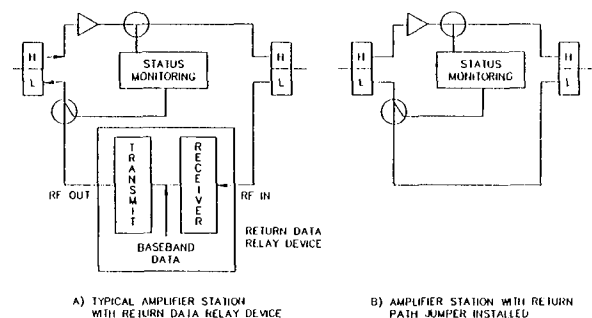 H
L
STATUS
MONITORING
H
L
TRANSMIT
RECEIVER
RF OUT
RF IN
BASEBAND
DATA
RETURN DATA
RELAY DEVICE
A) TYPICAL AMPLIFIER STATION
WITH RETURN DATA RELAY DEVICE
H
L
STATUS
MONITORING
H
L
B) AMPLIFIER STATION WITH RETURN
PATH JUMPER INSTALLED